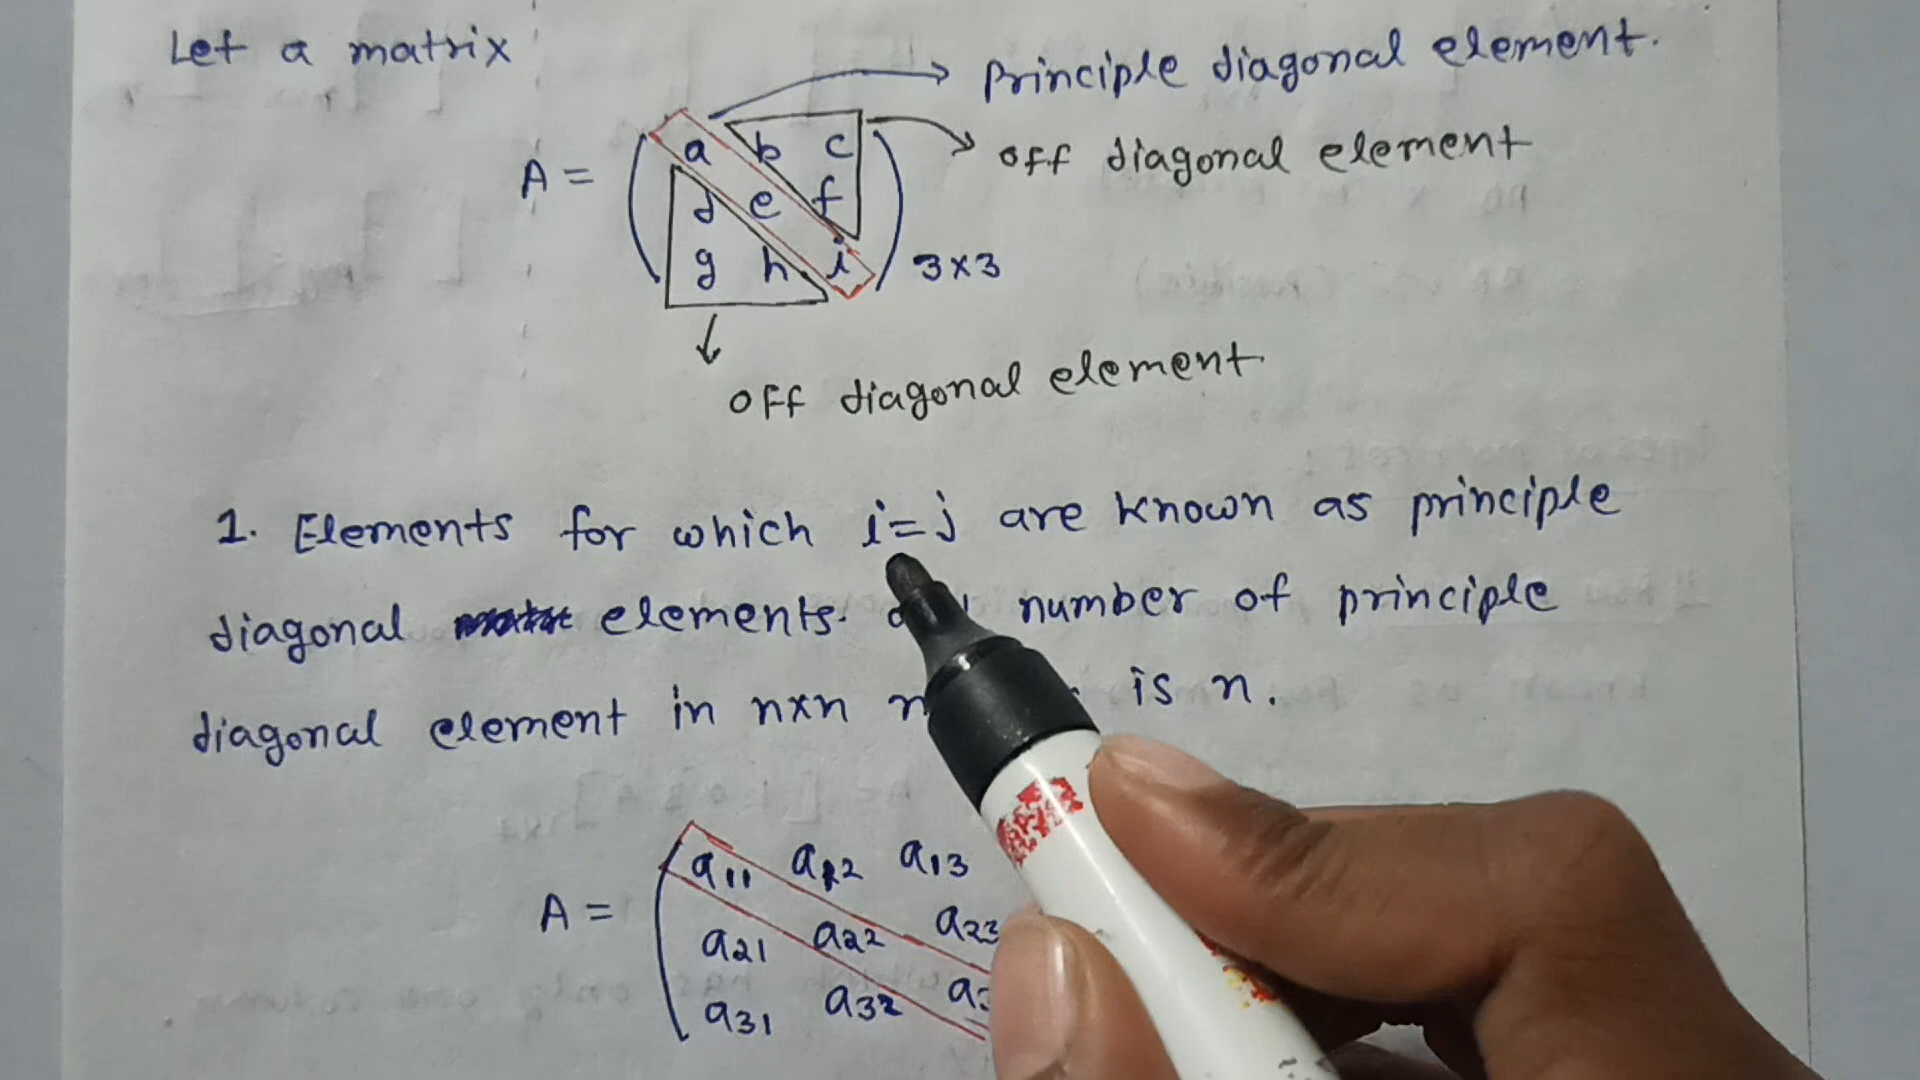 Let a matrix
Principle diagonal element.
A = ( a b c
off diagonal element
d e f
g h i ) 3×3
off diagonal element
1. Elements for which i=j are known as principle
diagonal elements. number of principle
diagonal element in n×n is n.
a11 a12 a13
A = a21 a22 a23
a31 a32